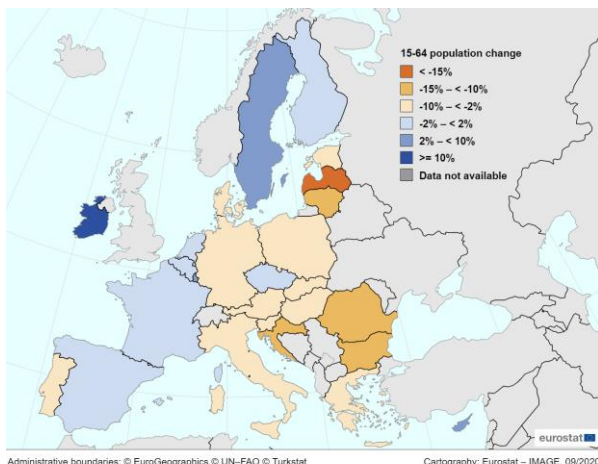 15-64 population change
< -15%
-15% – < -10%
-10% – < -2%
-2% – < 2%
2% – < 10%
>= 10%
Data not available
eurostat
Administrative boundaries: © EuroGeographics © UN–FAO © Turkstat
Cartography: Eurostat – IMAGE, 09/2020